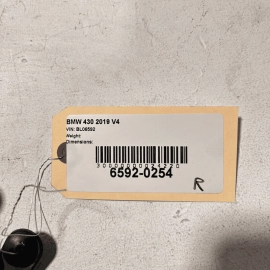 BMW 430 2019 V4
VIN: BL06592
Weight:
Dimensions:
6592-0254
R